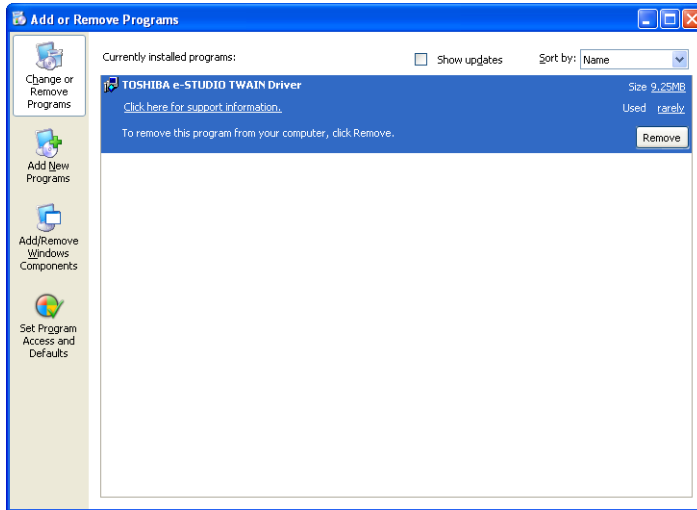 Add or Remove Programs
Change or
Remove
Programs
Add New
Programs
Add/Remove
Windows
Components
Set Program
Access and
Defaults
Currently installed programs:
Show updates
Sort by: Name
TOSHIBA e-STUDIO TWAIN Driver
Size 9.25MB
Click here for support information.
Used rarely
To remove this program from your computer, click Remove.
Remove